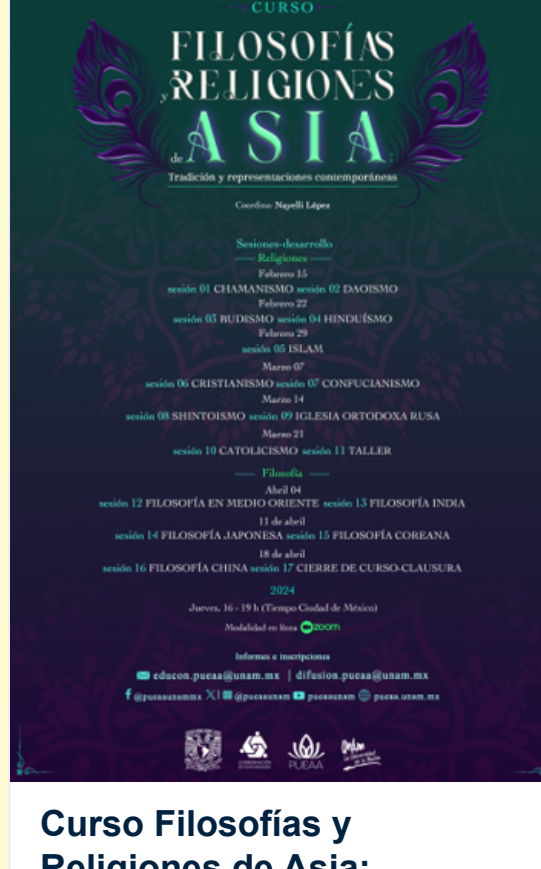 CURSO
FILOSOFÍAS
y RELIGIONES
de ASIA:
Tradición y representaciones contemporáneas
Coordina: Nayelli López
Sesiones-desarrollo
Religiones
Febrero 15
sesión 01 CHAMANISMO sesión 02 DAOISMO
Febrero 22
sesión 03 BUDISMO sesión 04 HINDUÍSMO
Febrero 29
sesión 05 ISLAM
Marzo 07
sesión 06 CRISTIANISMO sesión 07 CONFUCIANISMO
Marzo 14
sesión 08 SHINTOISMO sesión 09 IGLESIA ORTODOXA RUSA
Marzo 21
sesión 10 CATOLICISMO sesión 11 TALLER
Filosofía
Abril 04
sesión 12 FILOSOFÍA EN MEDIO ORIENTE sesión 13 FILOSOFÍA INDIA
11 de abril
sesión 14 FILOSOFÍA JAPONESA sesión 15 FILOSOFÍA COREANA
18 de abril
sesión 16 FILOSOFÍA CHINA sesión 17 CIERRE DE CURSO-CLAUSURA
2024
Jueves, 16 - 19 h (Tiempo Ciudad de México)
Modalidad en línea zoom
Informes e inscripciones
educon.pueaa@unam.mx | difusion.pueaa@unam.mx
@pueaaunammx @pueaaunam pueaaunam pueaa.unam.mx
PUEAA
Curso Filosofías y
Religiones de Asia: